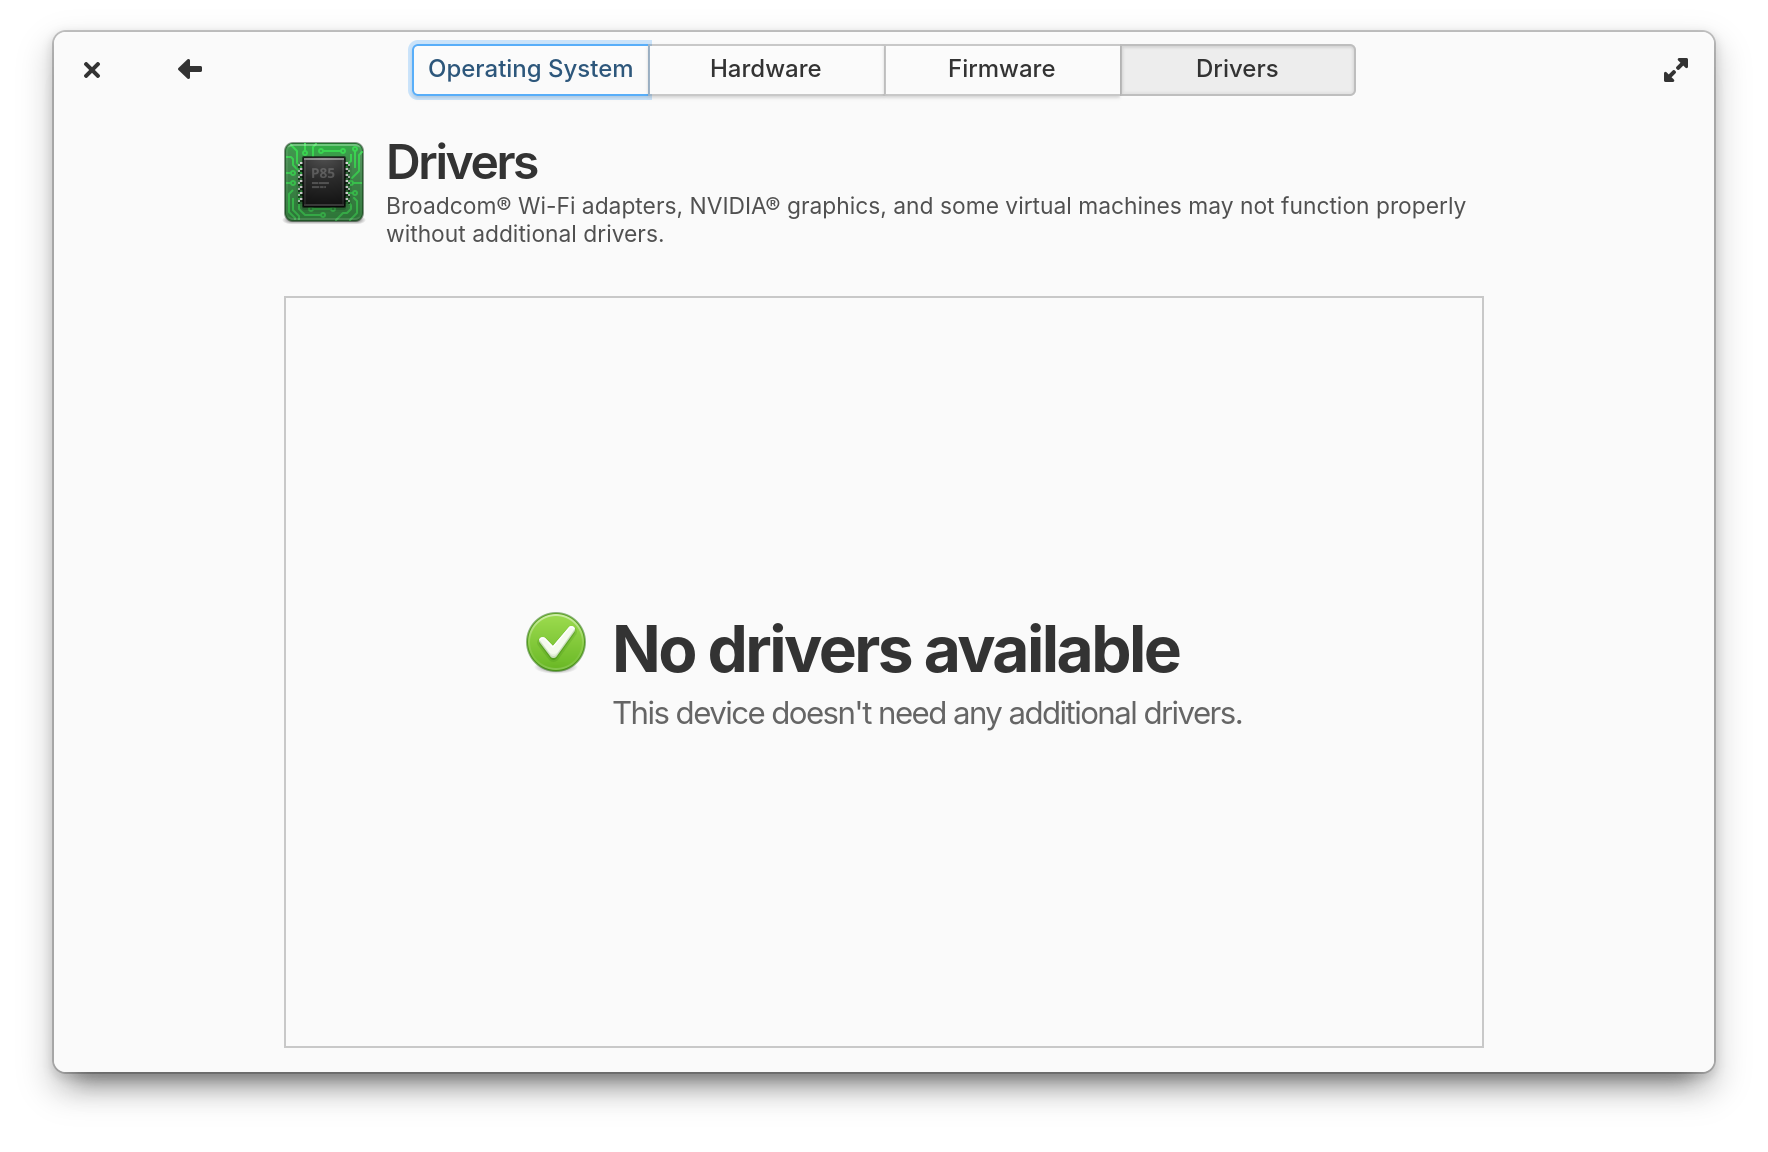 Operating System
Hardware
Firmware
Drivers
P85
Drivers
Broadcom® Wi-Fi adapters, NVIDIA® graphics, and some virtual machines may not function properly
without additional drivers.
No drivers available
This device doesn't need any additional drivers.